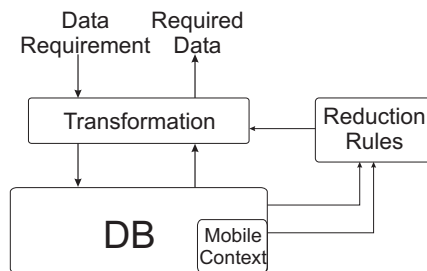 Data
Requirement
Required
Data
Transformation
Reduction
Rules
DB
Mobile
Context